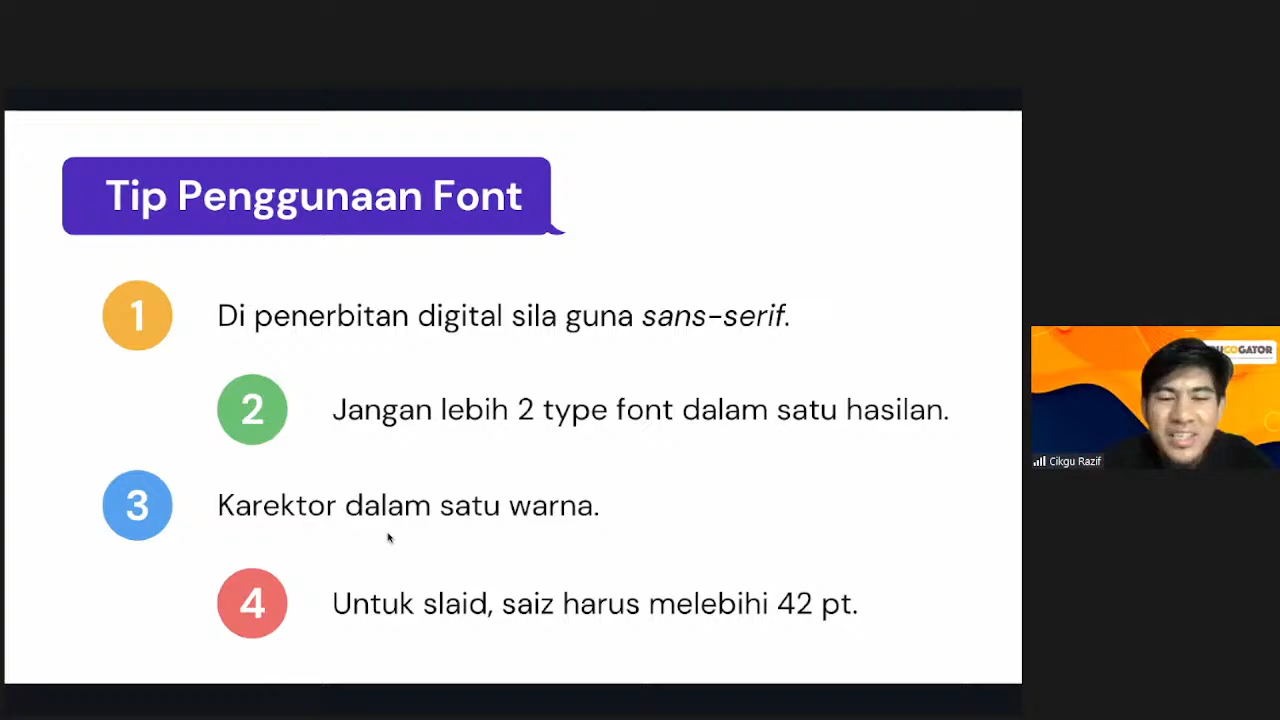 Tip Penggunaan Font
1
Di penerbitan digital sila guna sans-serif.
2
Jangan lebih 2 type font dalam satu hasilan.
3
Karektor dalam satu warna.
4
Untuk slaid, saiz harus melebihi 42 pt.
COGATOR
Cikgu Razif